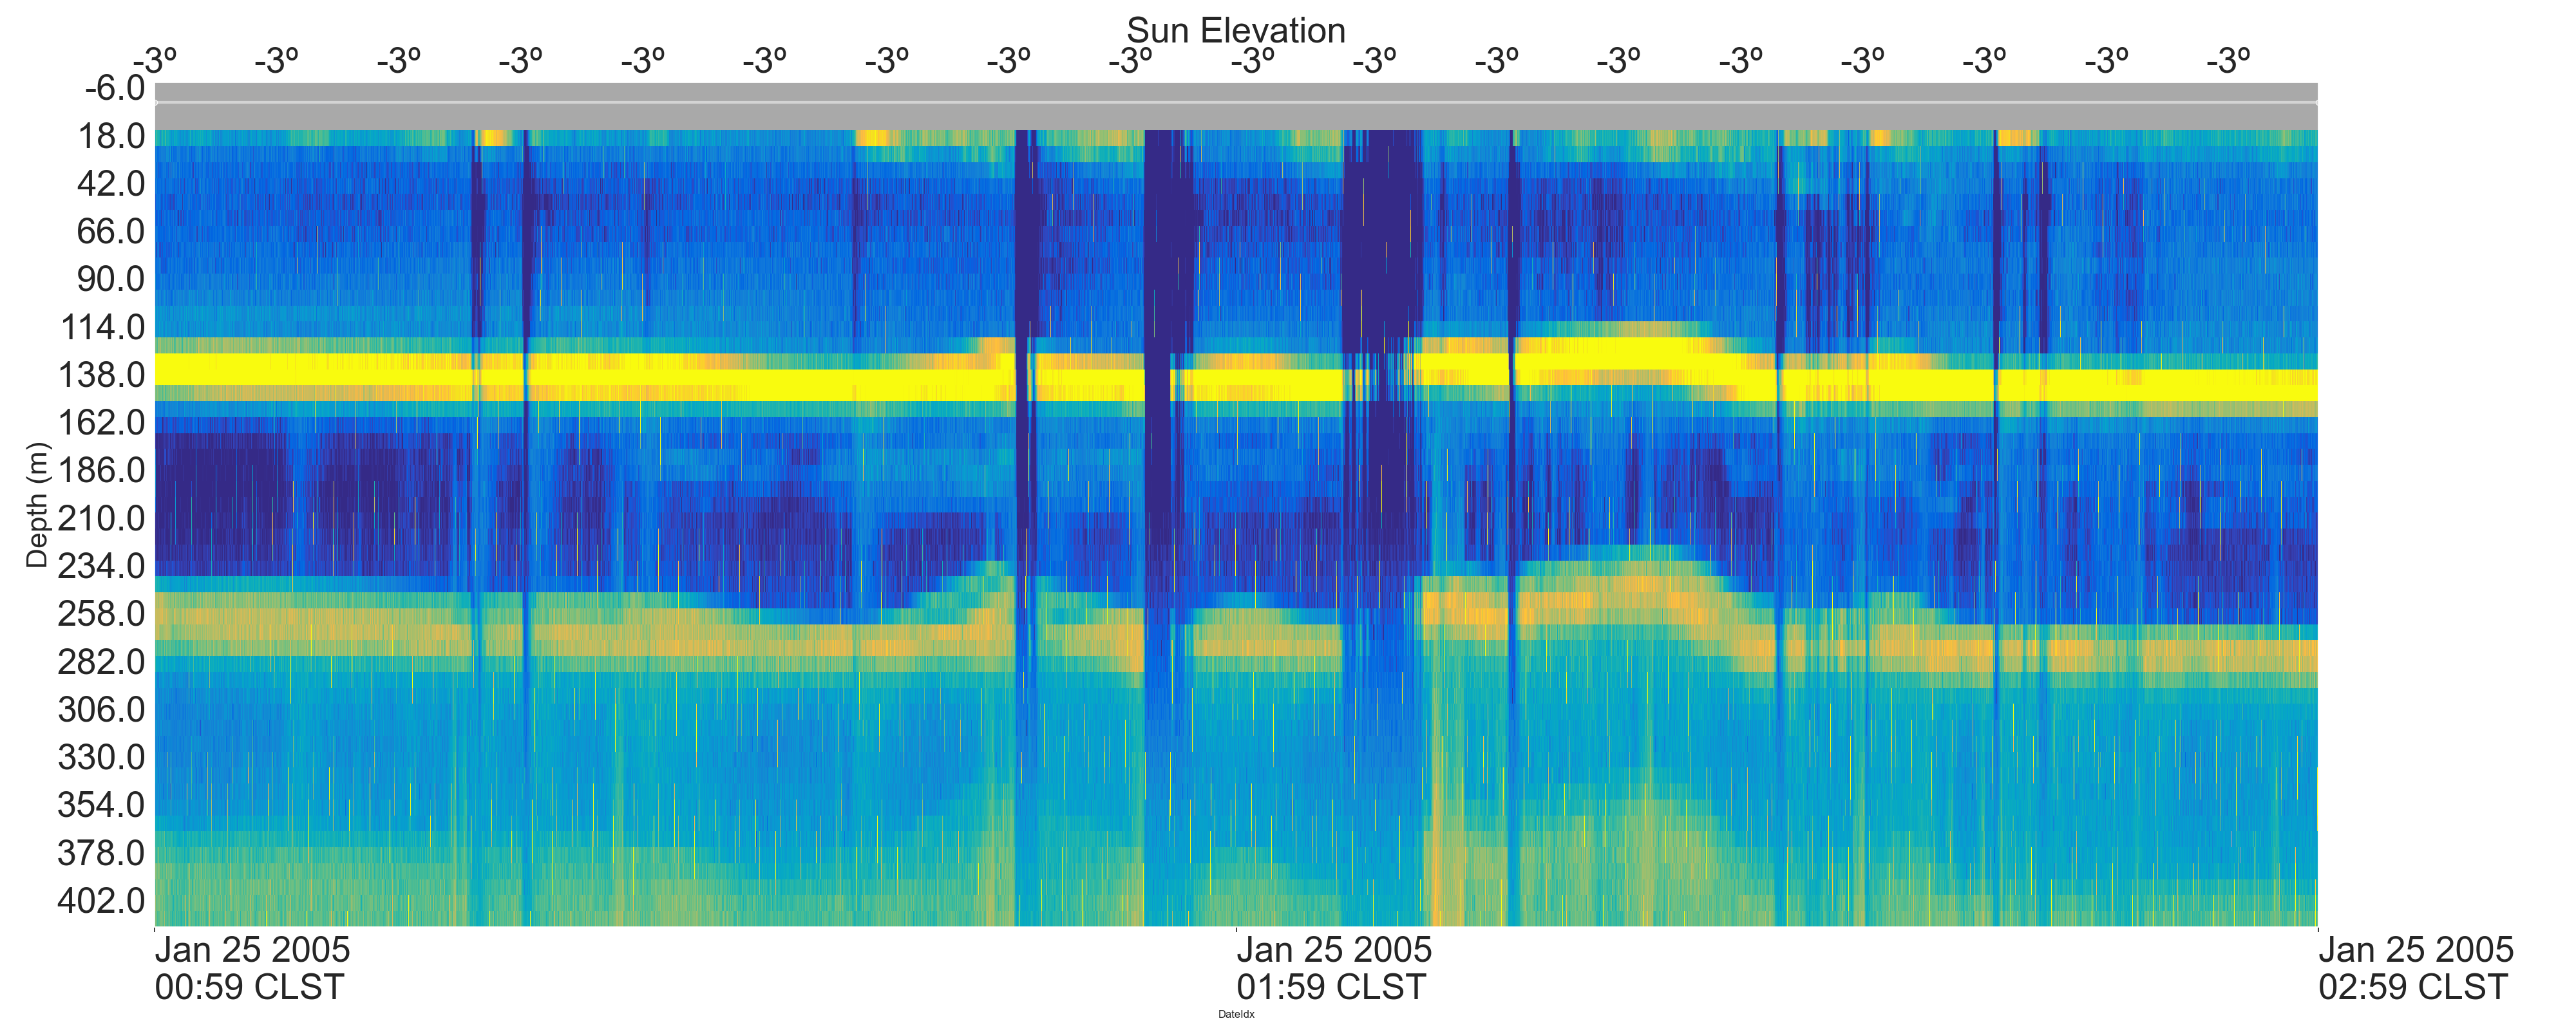 Sun Elevation
-3º -3º -3º -3º -3º -3º -3º -3º -3º -3º -3º -3º -3º -3º -3º -3º -3º -3º
-6.0
18.0
42.0
66.0
90.0
114.0
138.0
162.0
186.0
210.0
234.0
258.0
282.0
306.0
330.0
354.0
378.0
402.0
Depth (m)
Jan 25 2005
00:59 CLST
Jan 25 2005
01:59 CLST
Jan 25 2005
02:59 CLST
DateIdx